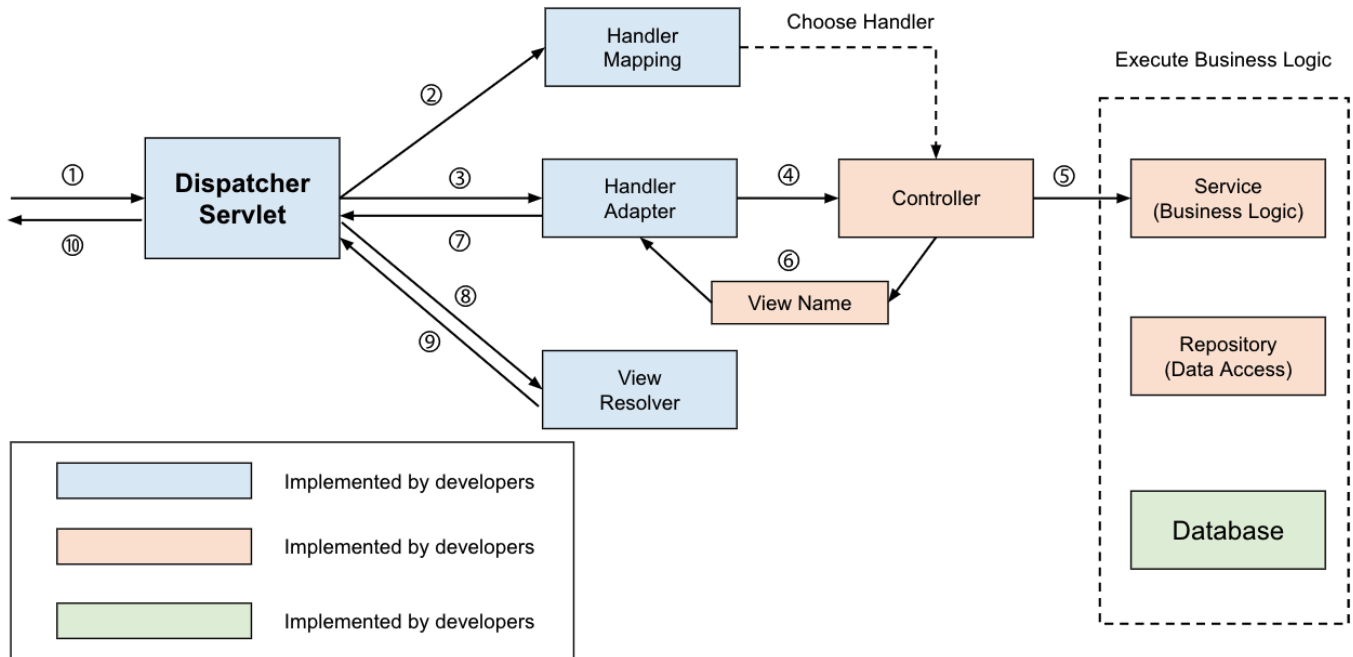 Handler
Mapping
Choose Handler
Execute Business Logic
②
①
Dispatcher
Servlet
③
Handler
Adapter
④
Controller
⑤
Service
(Business Logic)
⑩
⑦
⑥
View Name
⑧
⑨
View
Resolver
Repository
(Data Access)
Implemented by developers
Implemented by developers
Implemented by developers
Database